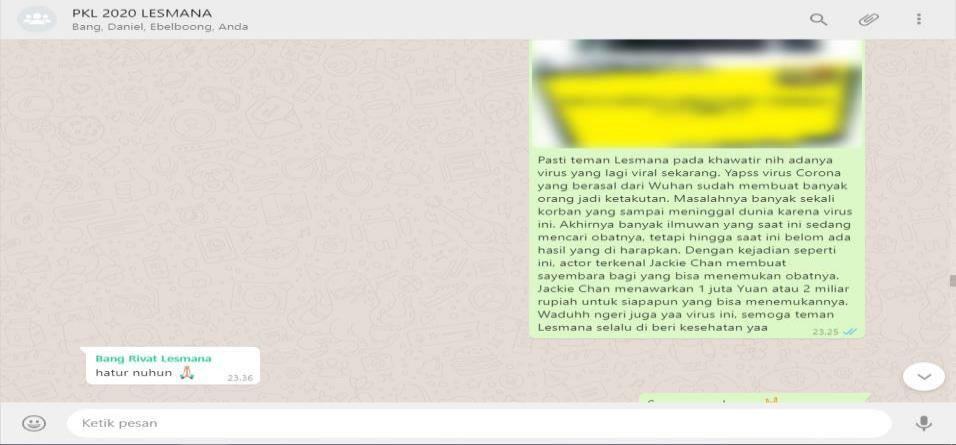 PKL 2020 LESMANA
Bang, Daniel, Ebelboong, Anda
Pasti teman Lesmana pada khawatir nih adanya
virus yang lagi viral sekarang. Yapss virus Corona
yang berasal dari Wuhan sudah membuat banyak
orang jadi ketakutan. Masalahnya banyak sekali
korban yang sampai meninggal dunia karena virus
ini. Akhirnya banyak ilmuwan yang saat ini sedang
mencari obatnya, tetapi hingga saat ini belom ada
hasil yang di harapkan. Dengan kejadian seperti
ini, actor terkenal Jackie Chan membuat
sayembara bagi yang bisa menemukan obatnya.
Jackie Chan menawarkan 1 juta Yuan atau 2 miliar
rupiah untuk siapapun yang bisa menemukannya.
Waduhh ngeri juga yaa virus ini, semoga teman
Lesmana selalu di beri kesehatan yaa
23.25
Bang Rivat Lesmana
hatur nuhun 🙏
23.36
Ketik pesan